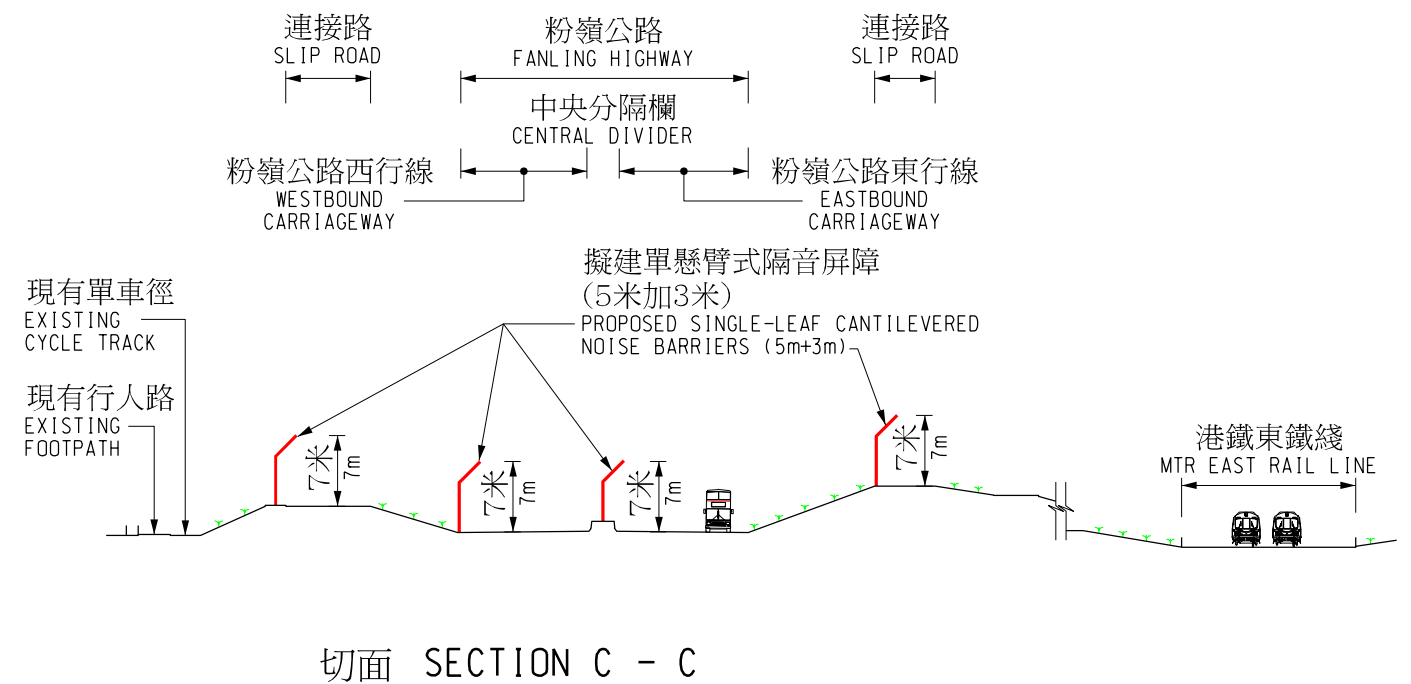 連接路
SLIP ROAD
粉嶺公路
FANLING HIGHWAY
連接路
SLIP ROAD
中央分隔欄
CENTRAL DIVIDER
粉嶺公路西行線
WESTBOUND
CARRIAGEWAY
粉嶺公路東行線
EASTBOUND
CARRIAGEWAY
擬建單懸臂式隔音屏障
(5米加3米)
PROPOSED SINGLE-LEAF CANTILEVERED
NOISE BARRIERS (5m+3m)
現有單車徑
EXISTING
CYCLE TRACK
現有行人路
EXISTING
FOOTPATH
7米
7m
7米
7m
7米
7m
7米
7m
港鐵東鐵綫
MTR EAST RAIL LINE
切面 SECTION C - C